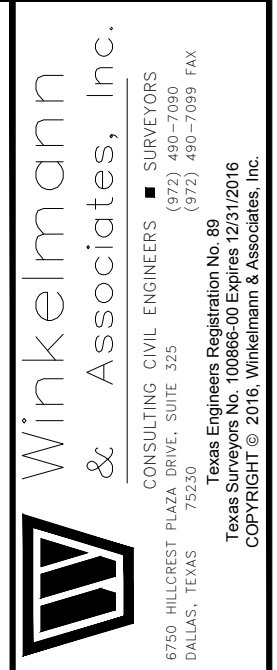 Winkelmann
& Associates, Inc.
CONSULTING CIVIL ENGINEERS ■ SURVEYORS
6750 HILLCREST PLAZA DRIVE, SUITE 325 (972) 490-7090
DALLAS, TEXAS 75230 (972) 490-7099 FAX
Texas Engineers Registration No. 89
Texas Surveyors No. 100866-00 Expires 12/31/2016
COPYRIGHT © 2016, Winkelmann & Associates, Inc.